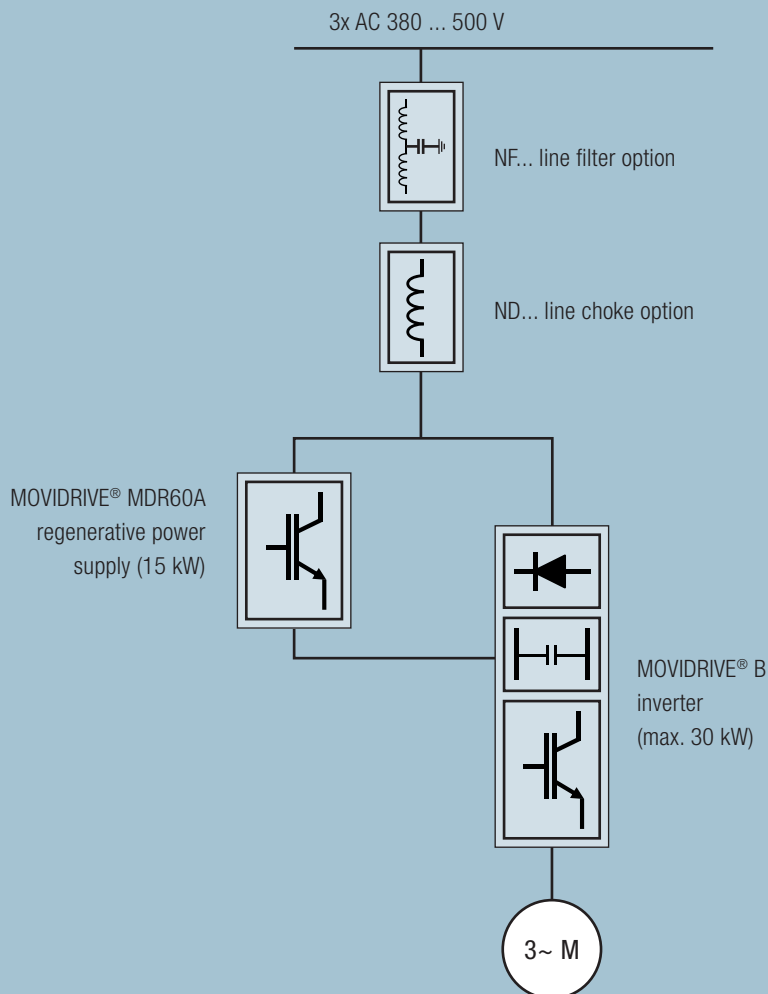 3x AC 380 ... 500 V
NF... line filter option
ND... line choke option
MOVIDRIVE® MDR60A
regenerative power
supply (15 kW)
MOVIDRIVE® B
inverter
(max. 30 kW)
3~ M